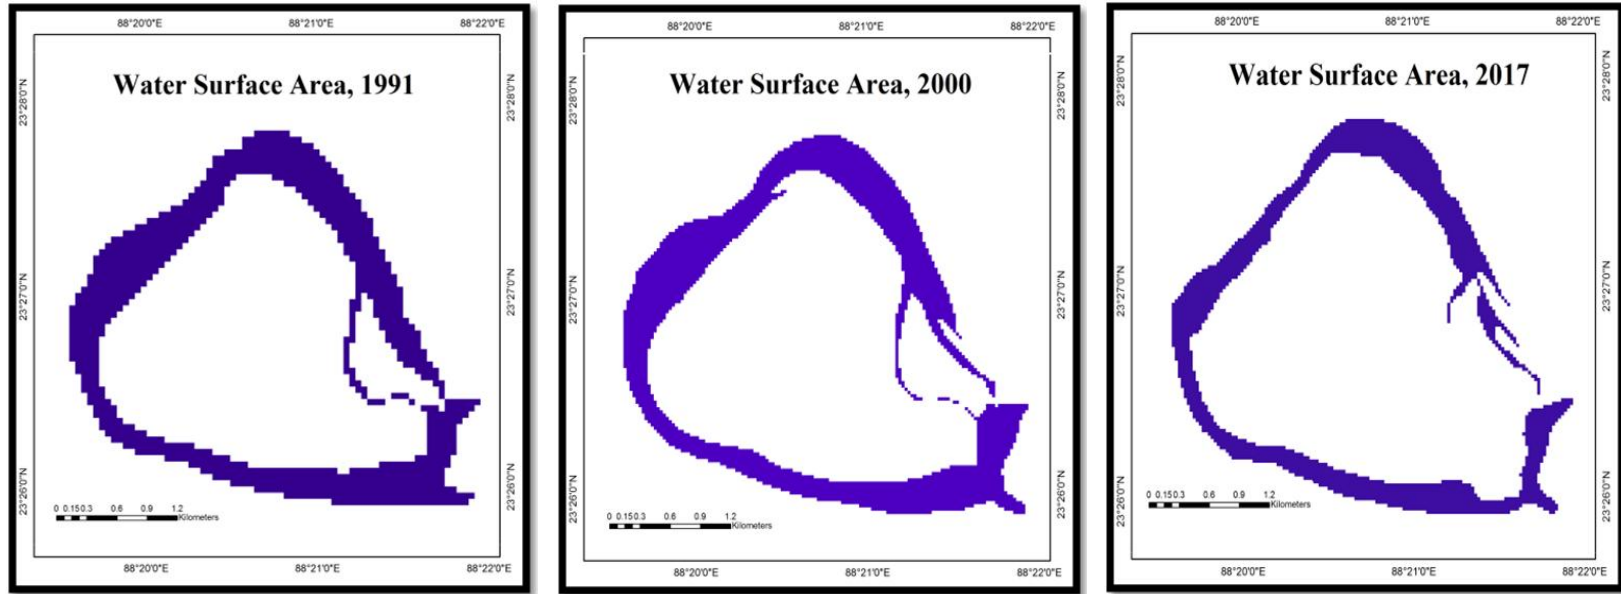 88°20'0"E 88°21'0"E 88°22'0"E
Water Surface Area, 1991
23°28'0"N 23°28'0"N
23°27'0"N 23°27'0"N
23°26'0"N 23°26'0"N
0 0.15 0.3 0.6 0.9 1.2
Kilometers
88°20'0"E 88°21'0"E 88°22'0"E
88°20'0"E 88°21'0"E 88°22'0"E
Water Surface Area, 2000
23°28'0"N 23°28'0"N
23°27'0"N 23°27'0"N
23°26'0"N 23°26'0"N
0 0.15 0.3 0.6 0.9 1.2
Kilometers
88°20'0"E 88°21'0"E 88°22'0"E
88°20'0"E 88°21'0"E 88°22'0"E
Water Surface Area, 2017
23°28'0"N 23°28'0"N
23°27'0"N 23°27'0"N
23°26'0"N 23°26'0"N
0 0.15 0.3 0.6 0.9 1.2
Kilometers
88°20'0"E 88°21'0"E 88°22'0"E